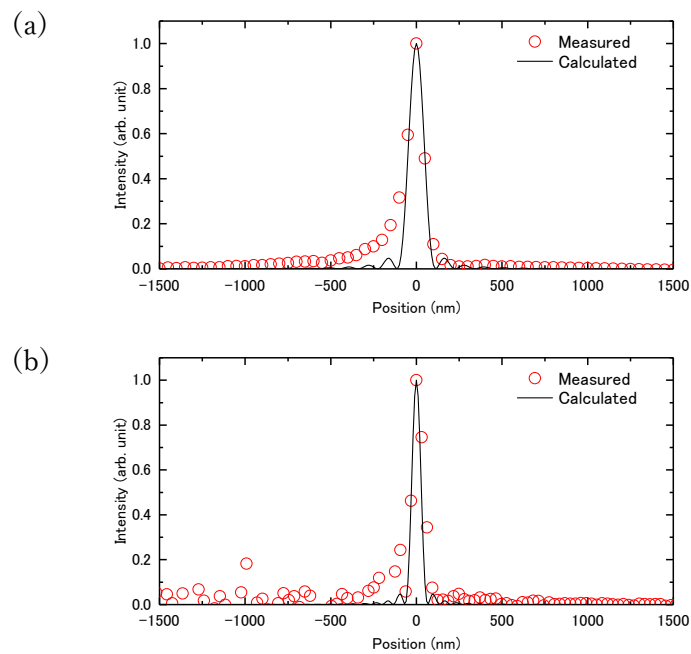 (a)
Measured
Calculated
Intensity (arb. unit)
1.0
0.8
0.6
0.4
0.2
0.0
−1500 −1000 −500 0 500 1000 1500
Position (nm)
(b)
Measured
Calculated
Intensity (arb. unit)
1.0
0.8
0.6
0.4
0.2
0.0
−1500 −1000 −500 0 500 1000 1500
Position (nm)